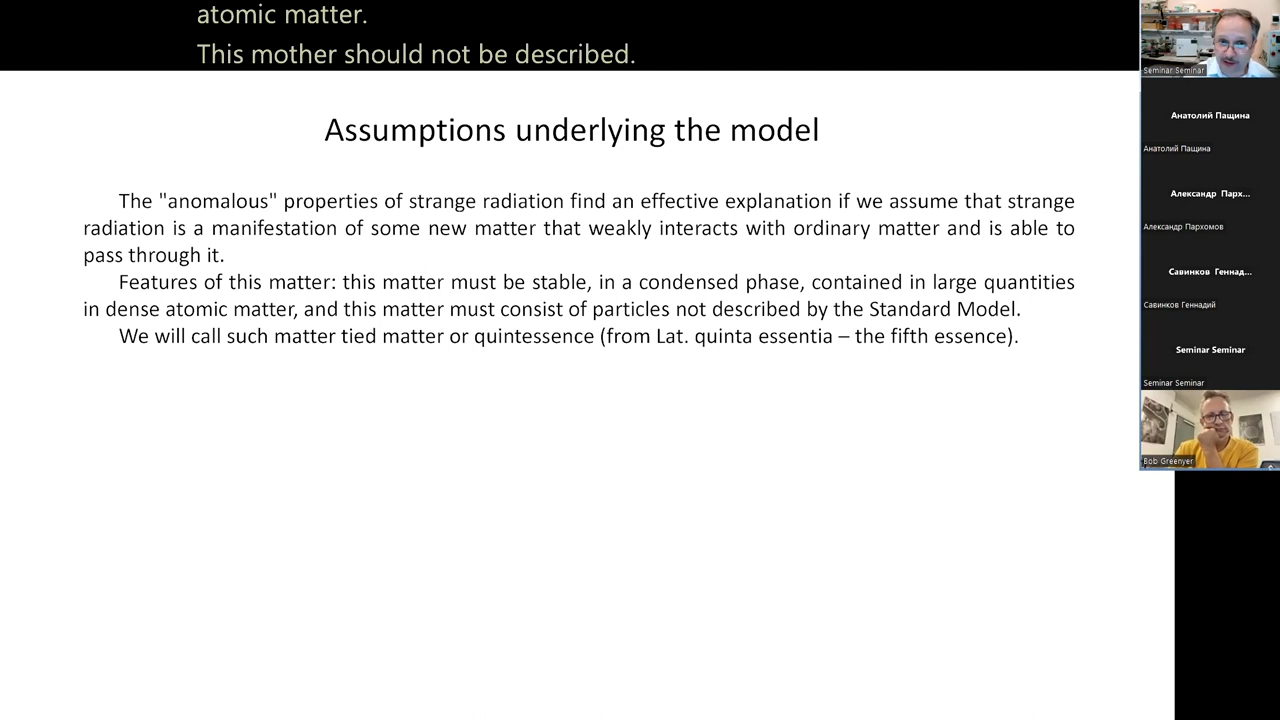 atomic matter.
This mother should not be described.
Assumptions underlying the model
The "anomalous" properties of strange radiation find an effective explanation if we assume that strange
radiation is a manifestation of some new matter that weakly interacts with ordinary matter and is able to
pass through it.
Features of this matter: this matter must be stable, in a condensed phase, contained in large quantities
in dense atomic matter, and this matter must consist of particles not described by the Standard Model.
We will call such matter tied matter or quintessence (from Lat. quinta essentia – the fifth essence).
Seminar Seminar
Анатолий Пащина
Анатолий Пащина
Александр Парх...
Александр Пархомов
Савинков Геннад...
Савинков Геннадий
Seminar Seminar
Seminar Seminar
Bob Greenyer